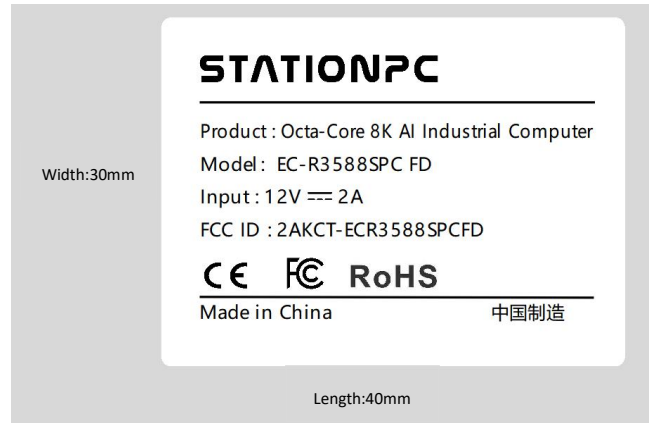 STATIONPC
Product : Octa-Core 8K AI Industrial Computer
Width:30mm
Model : EC-R3588SPC FD
Input : 12V ⎓ 2A
FCC ID : 2AKCT-ECR3588SPCFD
CE FC RoHS
Made in China 中国制造
Length:40mm